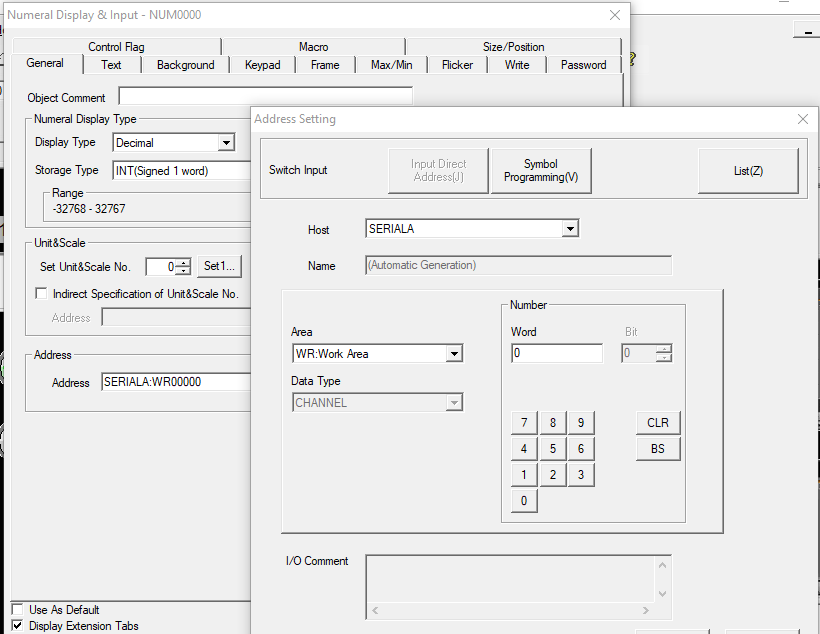 Numeral Display & Input - NUM0000
Control Flag Macro Size/Position
General Text Background Keypad Frame Max/Min Flicker Write Password
Object Comment
Numeral Display Type
Display Type Decimal
Storage Type INT(Signed 1 word)
Range
-32768 - 32767
Unit&Scale
Set Unit&Scale No. 0 Set1...
Indirect Specification of Unit&Scale No.
Address
Address
Address SERIALA:WR00000
Use As Default
Display Extension Tabs
Address Setting
Switch Input
Input Direct
Address(J)
Symbol
Programming(V)
List(Z)
Host SERIALA
Name (Automatic Generation)
Area
WR:Work Area
Data Type
CHANNEL
Number
Word Bit
0 0
7 8 9 CLR
4 5 6 BS
1 2 3
0
I/O Comment